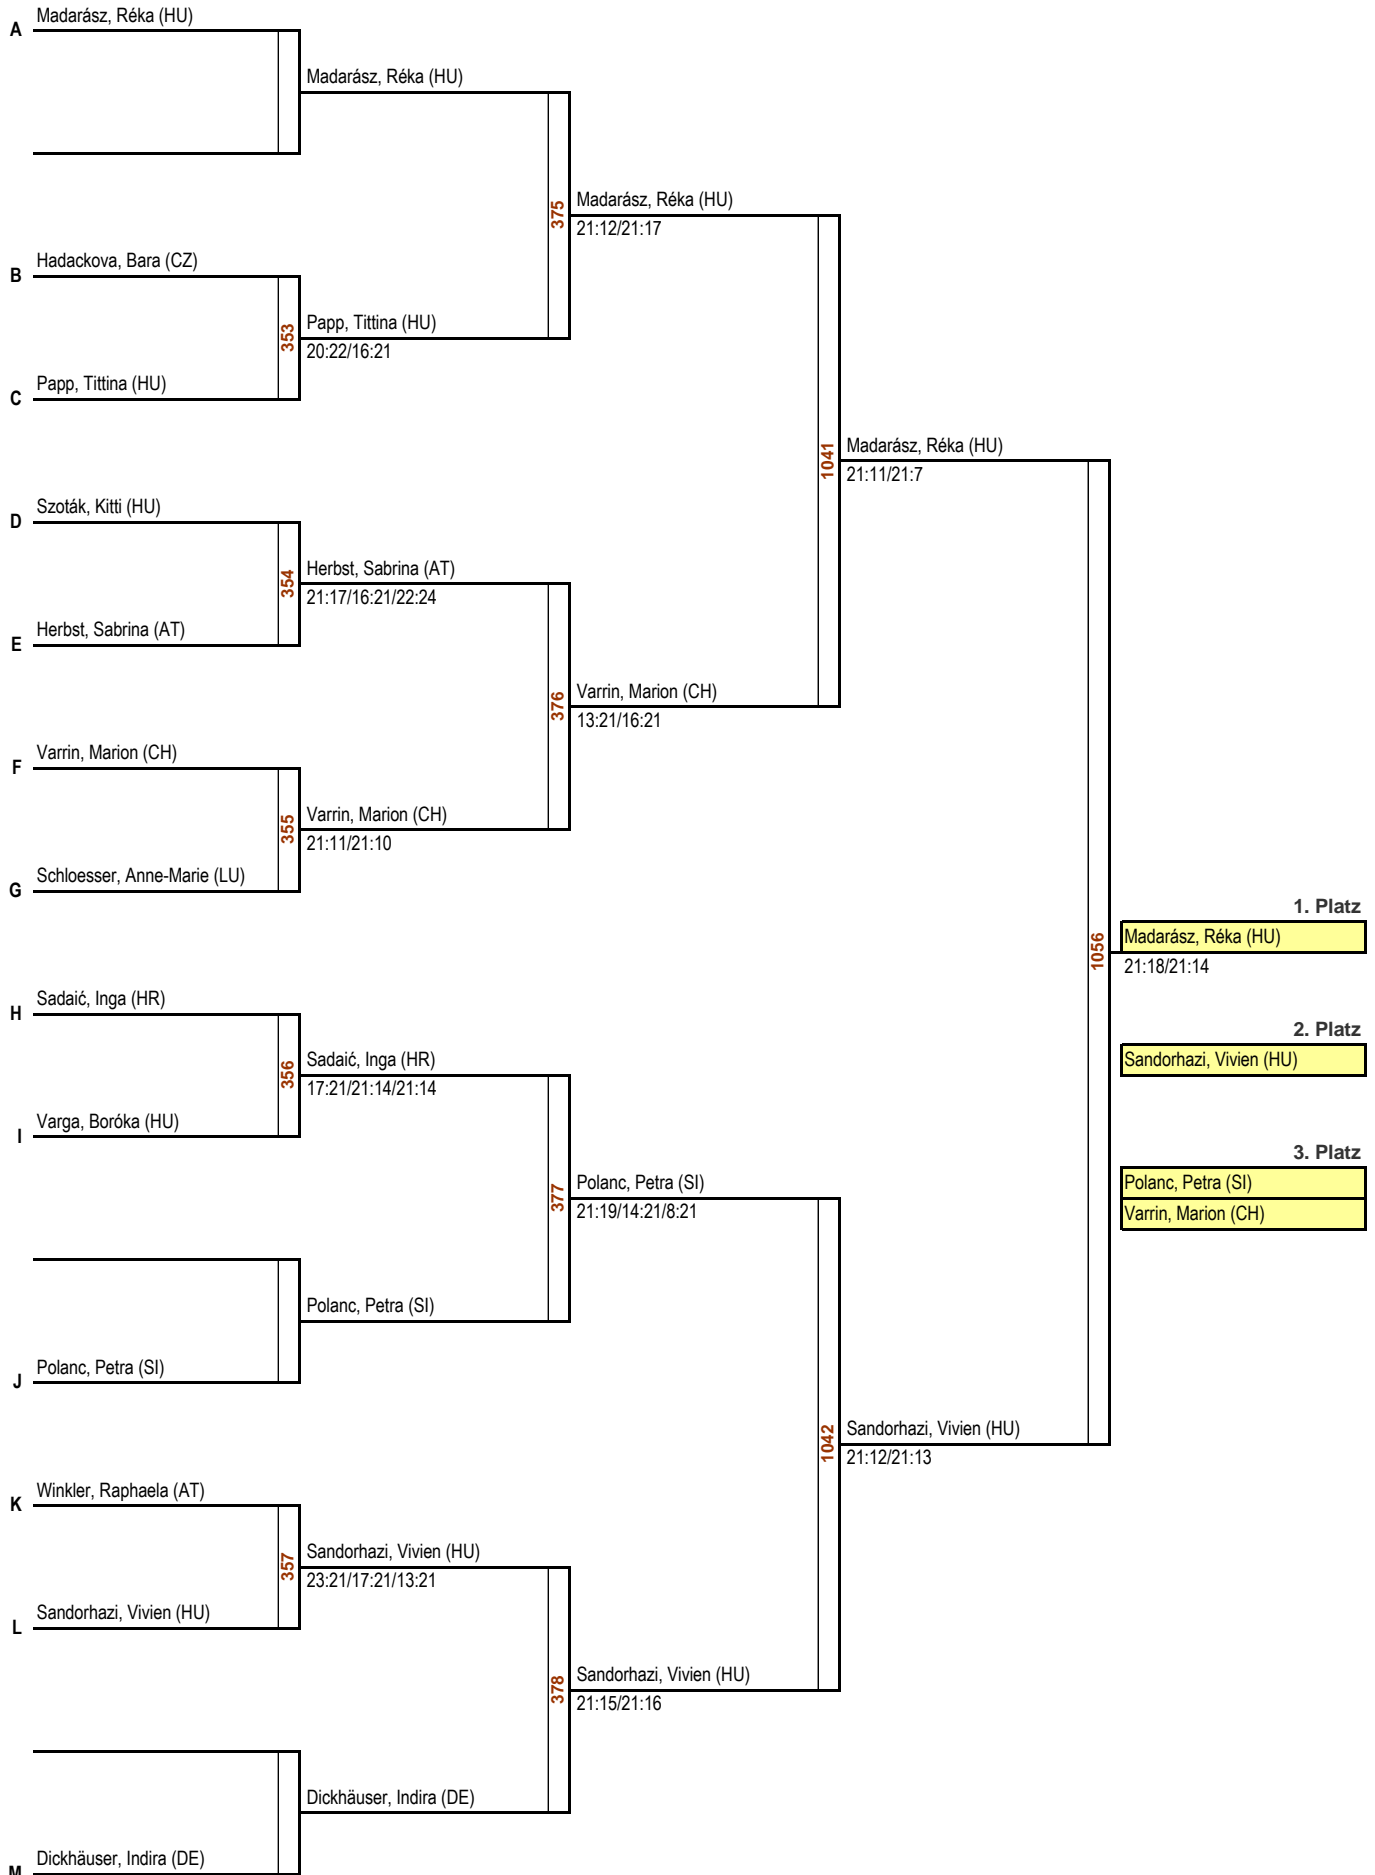 Madarász, Réka (HU)
A
Madarász, Réka (HU)
375
Madarász, Réka (HU)
21:12/21:17
Hadackova, Bara (CZ)
B
353
Papp, Tittina (HU)
20:22/16:21
Papp, Tittina (HU)
C
1041
Madarász, Réka (HU)
21:11/21:7
Szoták, Kitti (HU)
D
354
Herbst, Sabrina (AT)
21:17/16:21/22:24
Herbst, Sabrina (AT)
E
376
Varrin, Marion (CH)
13:21/16:21
Varrin, Marion (CH)
F
355
Varrin, Marion (CH)
21:11/21:10
Schloesser, Anne-Marie (LU)
G
1. Platz
1056
Madarász, Réka (HU)
21:18/21:14
Sadaić, Inga (HR)
H
2. Platz
356
Sadaić, Inga (HR)
17:21/21:14/21:14
Sandorhazi, Vivien (HU)
Varga, Boróka (HU)
I
3. Platz
377
Polanc, Petra (SI)
21:19/14:21/8:21
Polanc, Petra (SI)
Varrin, Marion (CH)
Polanc, Petra (SI)
Polanc, Petra (SI)
J
1042
Sandorhazi, Vivien (HU)
21:12/21:13
Winkler, Raphaela (AT)
K
357
Sandorhazi, Vivien (HU)
23:21/17:21/13:21
Sandorhazi, Vivien (HU)
L
378
Sandorhazi, Vivien (HU)
21:15/21:16
Dickhäuser, Indira (DE)
Dickhäuser, Indira (DE)
M